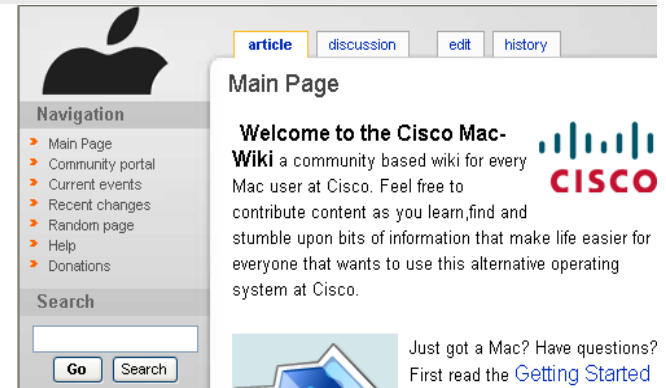 article discussion edit history
Main Page
Navigation
Main Page
Community portal
Current events
Recent changes
Random page
Help
Donations
Search
Go Search
Welcome to the Cisco Mac-
Wiki a community based wiki for every
Mac user at Cisco. Feel free to
contribute content as you learn,find and
stumble upon bits of information that make life easier for
everyone that wants to use this alternative operating
system at Cisco.
CISCO
Just got a Mac? Have questions?
First read the Getting Started